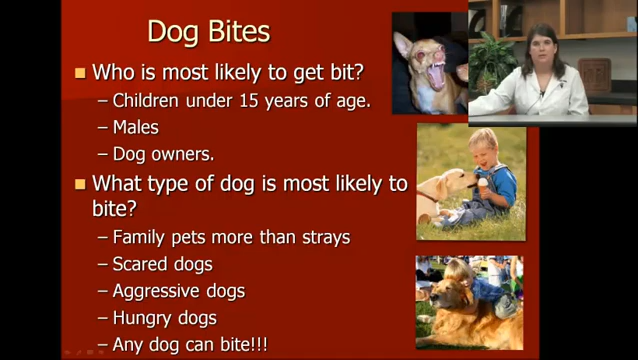 Dog Bites
Who is most likely to get bit?
– Children under 15 years of age.
– Males
– Dog owners.
What type of dog is most likely to
bite?
– Family pets more than strays
– Scared dogs
– Aggressive dogs
– Hungry dogs
– Any dog can bite!!!